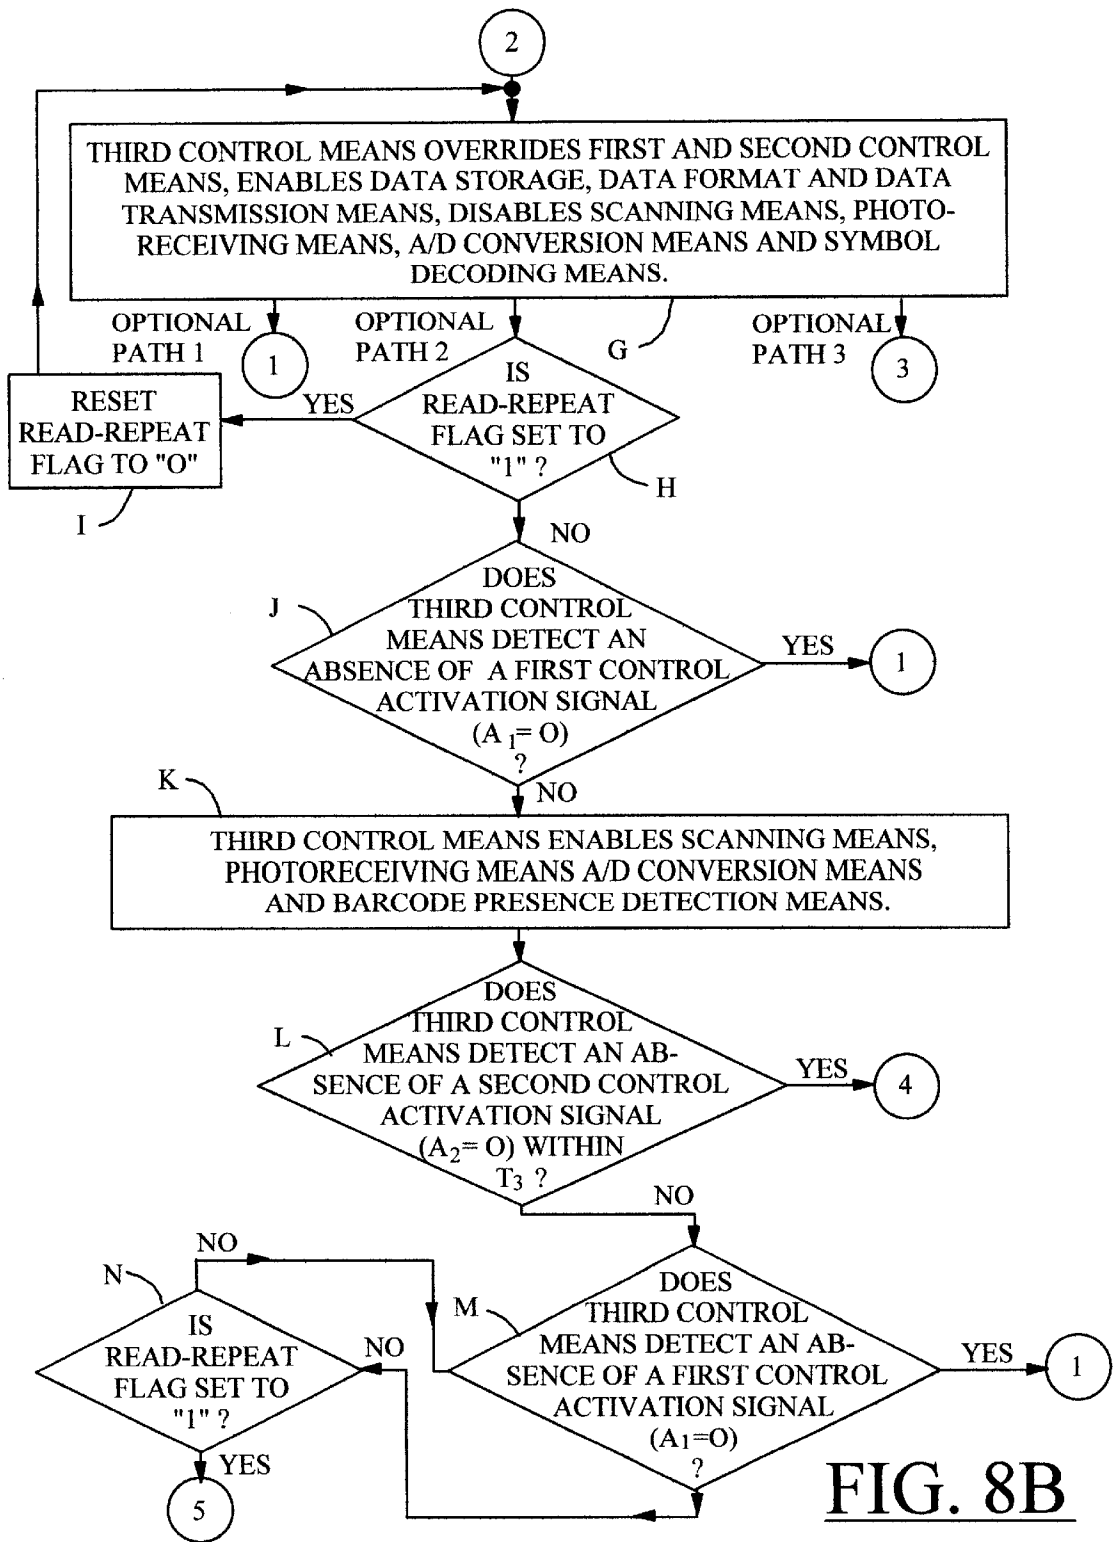 2
THIRD CONTROL MEANS OVERRIDES FIRST AND SECOND CONTROL
MEANS, ENABLES DATA STORAGE, DATA FORMAT AND DATA
TRANSMISSION MEANS, DISABLES SCANNING MEANS, PHOTO-
RECEIVING MEANS, A/D CONVERSION MEANS AND SYMBOL
DECODING MEANS.
OPTIONAL
PATH 1
1
OPTIONAL
PATH 2
G
OPTIONAL
PATH 3
3
RESET
READ-REPEAT
FLAG TO "O"
I
YES
IS
READ-REPEAT
FLAG SET TO
"1" ?
H
NO
J
DOES
THIRD CONTROL
MEANS DETECT AN
ABSENCE OF A FIRST CONTROL
ACTIVATION SIGNAL
(A1= O)
?
YES
1
NO
K
THIRD CONTROL MEANS ENABLES SCANNING MEANS,
PHOTORECEIVING MEANS A/D CONVERSION MEANS
AND BARCODE PRESENCE DETECTION MEANS.
L
DOES
THIRD CONTROL
MEANS DETECT AN AB-
SENCE OF A SECOND CONTROL
ACTIVATION SIGNAL
(A2= O) WITHIN
T3 ?
YES
4
NO
NO
N
IS
READ-REPEAT
FLAG SET TO
"1" ?
NO
YES
5
M
DOES
THIRD CONTROL
MEANS DETECT AN AB-
SENCE OF A FIRST CONTROL
ACTIVATION SIGNAL
(A1=O)
?
YES
1
FIG. 8B